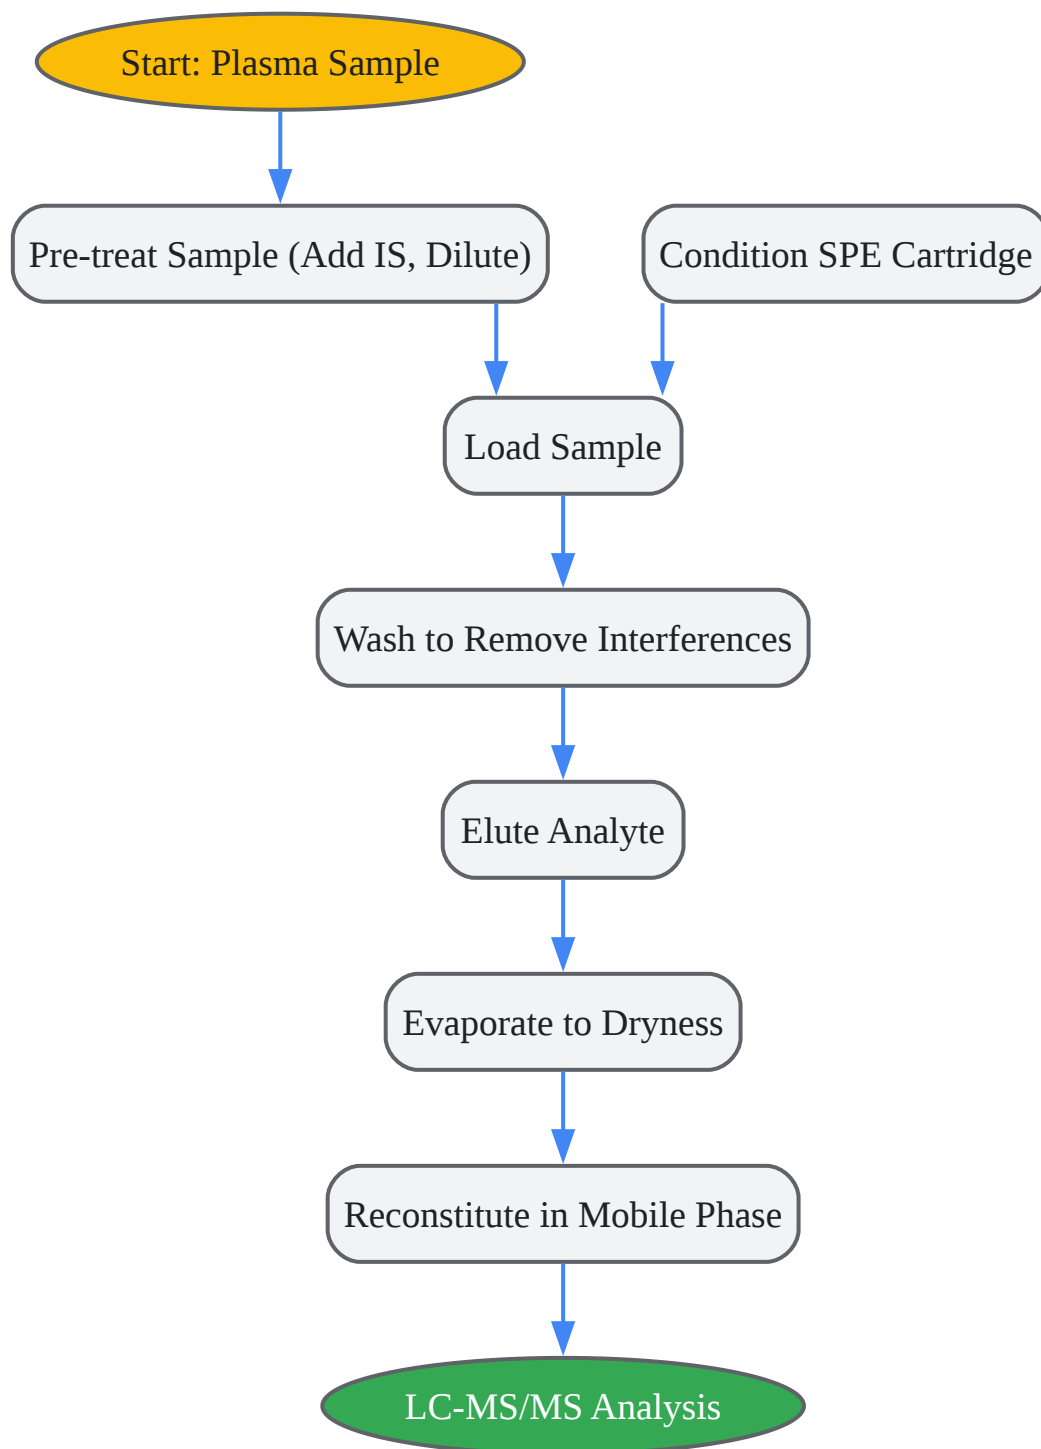 Start: Plasma Sample
Pre-treat Sample (Add IS, Dilute)
Condition SPE Cartridge
Load Sample
Wash to Remove Interferences
Elute Analyte
Evaporate to Dryness
Reconstitute in Mobile Phase
LC-MS/MS Analysis